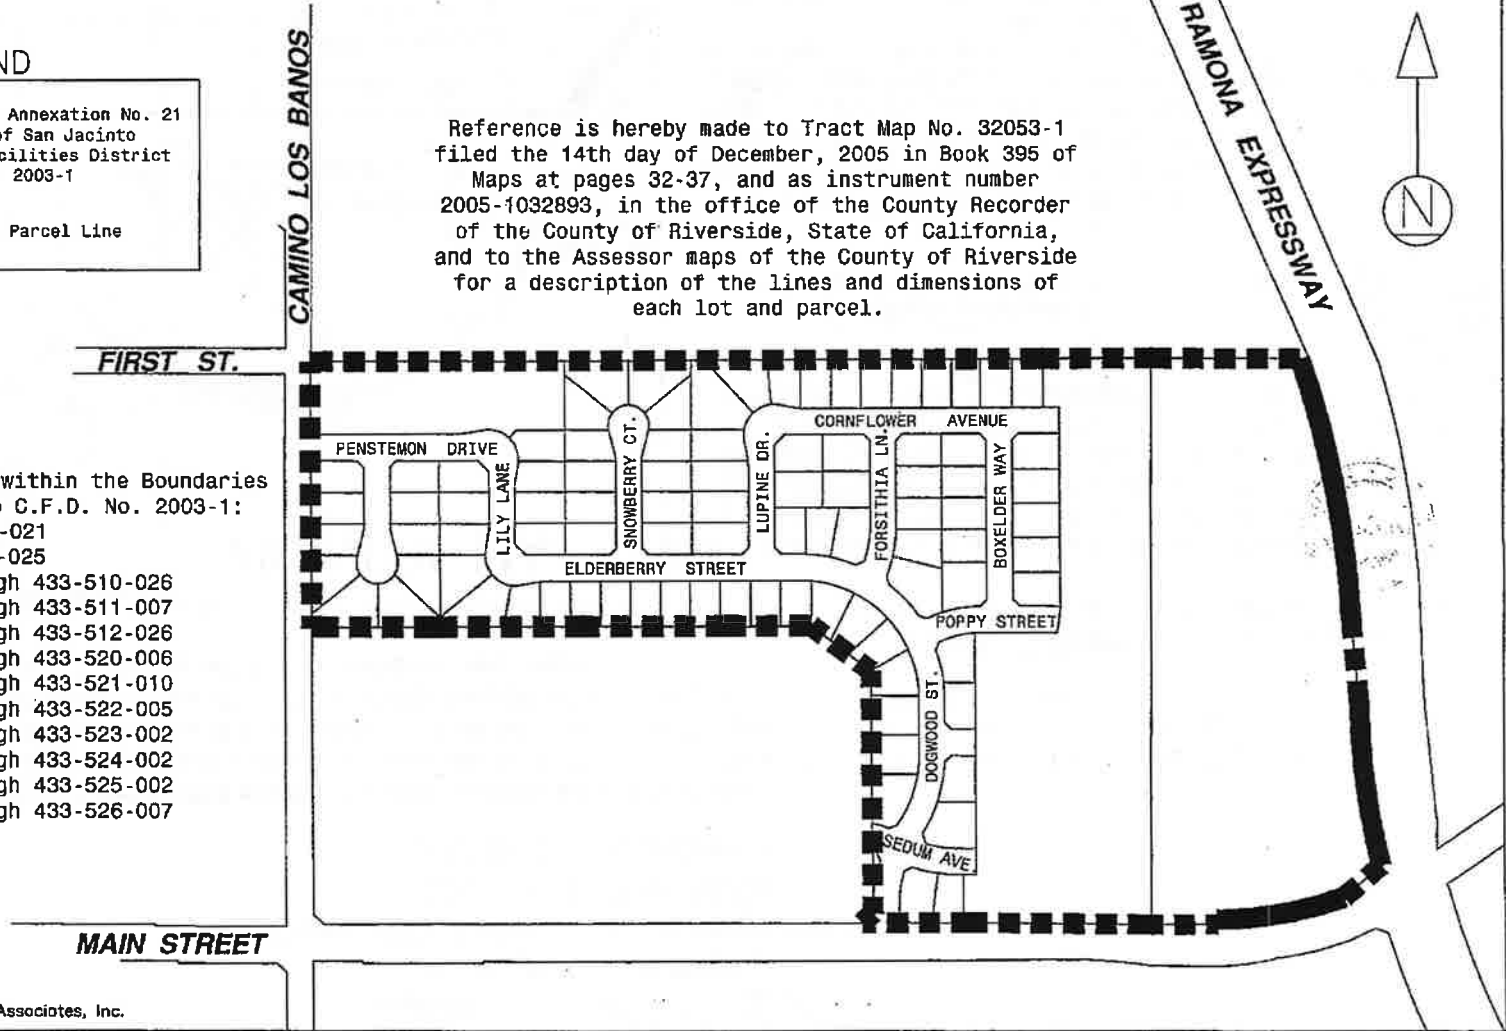 ND
Annexation No. 21
of San Jacinto
cilities District
2003-1
Parcel Line
CAMINO LOS BANOS
Reference is hereby made to Tract Map No. 32053-1
filed the 14th day of December, 2005 in Book 395 of
Maps at pages 32-37, and as instrument number
2005-1032893, in the office of the County Recorder
of the County of Riverside, State of California,
and to the Assessor maps of the County of Riverside
for a description of the lines and dimensions of
each lot and parcel.
RAMONA EXPRESSWAY
N
FIRST ST.
PENSTEMON DRIVE
LILY LANE
SNOWBERRY CT.
LUPINE DR.
CORNFLOWER AVENUE
FORSITHIA LN.
BOXELDER WAY
ELDERBERRY STREET
POPPY STREET
DOGWOOD ST.
SEDUM AVE
within the Boundaries
C.F.D. No. 2003-1:
-021
-025
gh 433-510-026
gh 433-511-007
gh 433-512-026
gh 433-520-006
gh 433-521-010
gh 433-522-005
gh 433-523-002
gh 433-524-002
gh 433-525-002
gh 433-526-007
MAIN STREET
Associates, Inc.